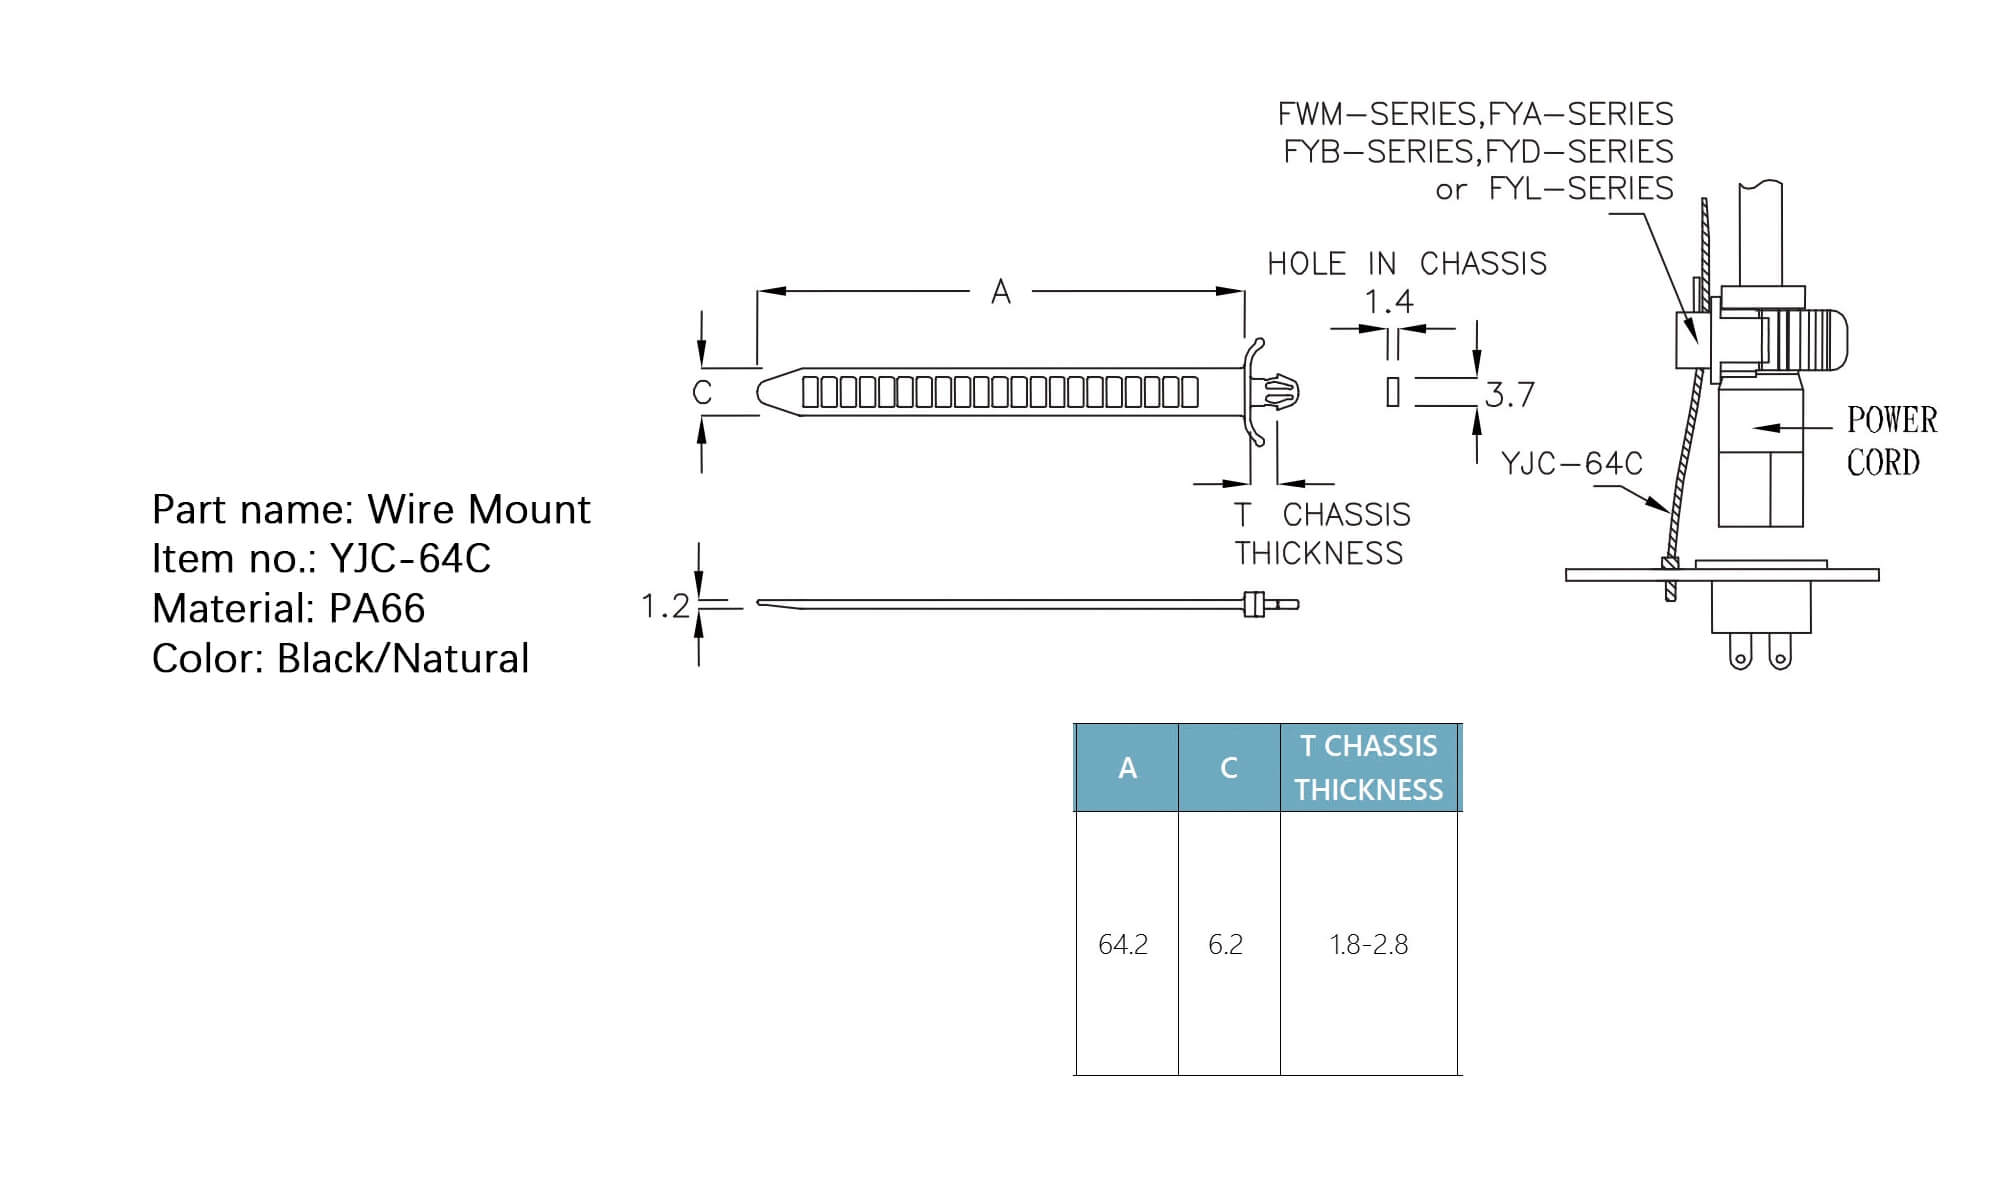 FWM-SERIES,FYA-SERIES
FYB-SERIES,FYD-SERIES
or FYL-SERIES
HOLE IN CHASSIS
A
1.4
C
3.7
POWER
CORD
YJC-64C
T CHASSIS
THICKNESS
1.2
Part name: Wire Mount
Item no.: YJC-64C
Material: PA66
Color: Black/Natural
A C T CHASSIS
THICKNESS
64.2 6.2 1.8-2.8